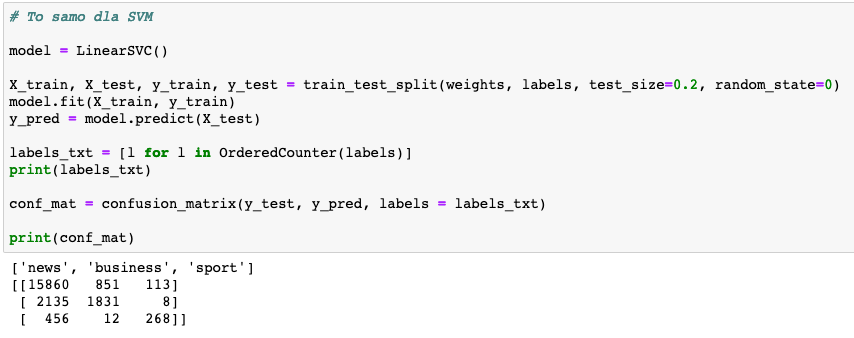 # To samo dla SVM
model = LinearSVC()
X_train, X_test, y_train, y_test = train_test_split(weights, labels, test_size=0.2, random_state=0)
model.fit(X_train, y_train)
y_pred = model.predict(X_test)
labels_txt = [l for l in OrderedCounter(labels)]
print(labels_txt)
conf_mat = confusion_matrix(y_test, y_pred, labels = labels_txt)
print(conf_mat)
['news', 'business', 'sport']
[[15860   851   113]
 [ 2135  1831     8]
 [  456    12   268]]